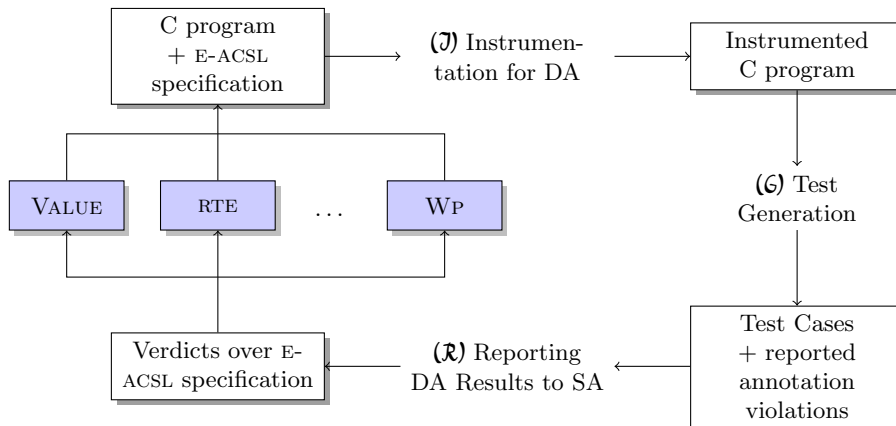 C program
+ E-ACSL
specification
(I) Instrumen-
tation for DA
Instrumented
C program
VALUE
RTE
...
WP
(G) Test
Generation
Verdicts over E-
ACSL specification
(R) Reporting
DA Results to SA
Test Cases
+ reported
annotation
violations